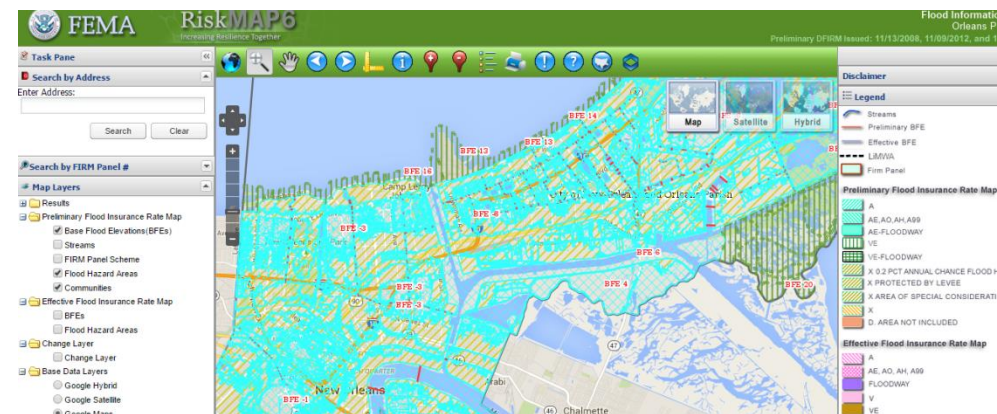 FEMA
RiskMAP6
Increasing Resilience Together
Flood Informatio
Orleans P
Preliminary DFIRM Issued: 11/13/2008, 11/09/2012, and 1
Task Pane
Search by Address
Enter Address:
Search Clear
Search by FIRM Panel #
Map Layers
Results
Preliminary Flood Insurance Rate Map
Base Flood Elevations(BFEs)
Streams
FIRM Panel Scheme
Flood Hazard Areas
Communities
Effective Flood Insurance Rate Map
BFEs
Flood Hazard Areas
Change Layer
Change Layer
Base Data Layers
Google Hybrid
Google Satellite
Google Maps
Map Satellite Hybrid
BFE 14
BFE 13
BFE 13
BFE 16
BFE -6
BFE -3
BFE 6
BFE 4
BFE -20
BFE -3
BFE -3
90
47
Arabi
New Orleans
BFE -1
46 Chalmette
Disclaimer
Legend
Streams
Preliminary BFE
Effective BFE
LiMWA
Firm Panel
Preliminary Flood Insurance Rate Map
A
AE,AO,AH,A99
AE-FLOODWAY
VE
VE-FLOODWAY
X 0.2 PCT ANNUAL CHANCE FLOOD H
X PROTECTED BY LEVEE
X AREA OF SPECIAL CONSIDERATI
X
D. AREA NOT INCLUDED
Effective Flood Insurance Rate Map
A
AE, AO, AH, A99
FLOODWAY
V
VE